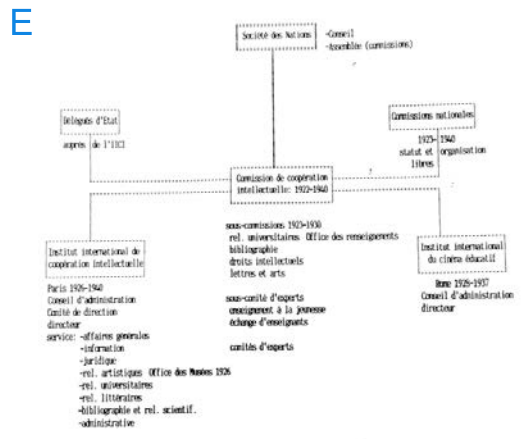 E
Société des Nations
-Conseil
-Assemblée (commissions)
Délégués d'Etat
auprès de l'IICI
Commissions nationales
1923-1940
statut et organisation
libres
Commission de coopération
intellectuelle: 1922-1940
sous-commissions 1923-1930
rel. universitaires Office des renseignements
bibliographie
droits intellectuels
lettres et arts
sous-comité d'experts
enseignement à la jeunesse
échange d'enseignants
comités d'experts
Institut international de
coopération intellectuelle
Paris 1926-1940
Conseil d'administration
Comité de direction
directeur
service: -affaires générales
-information
-juridique
-rel. artistiques Office des Musées 1926
-rel. universitaires
-rel. littéraires
-bibliographie et rel. scientif.
-administrative
Institut international
du cinéma éducatif
Rome 1928-1937
Conseil d'administration
directeur